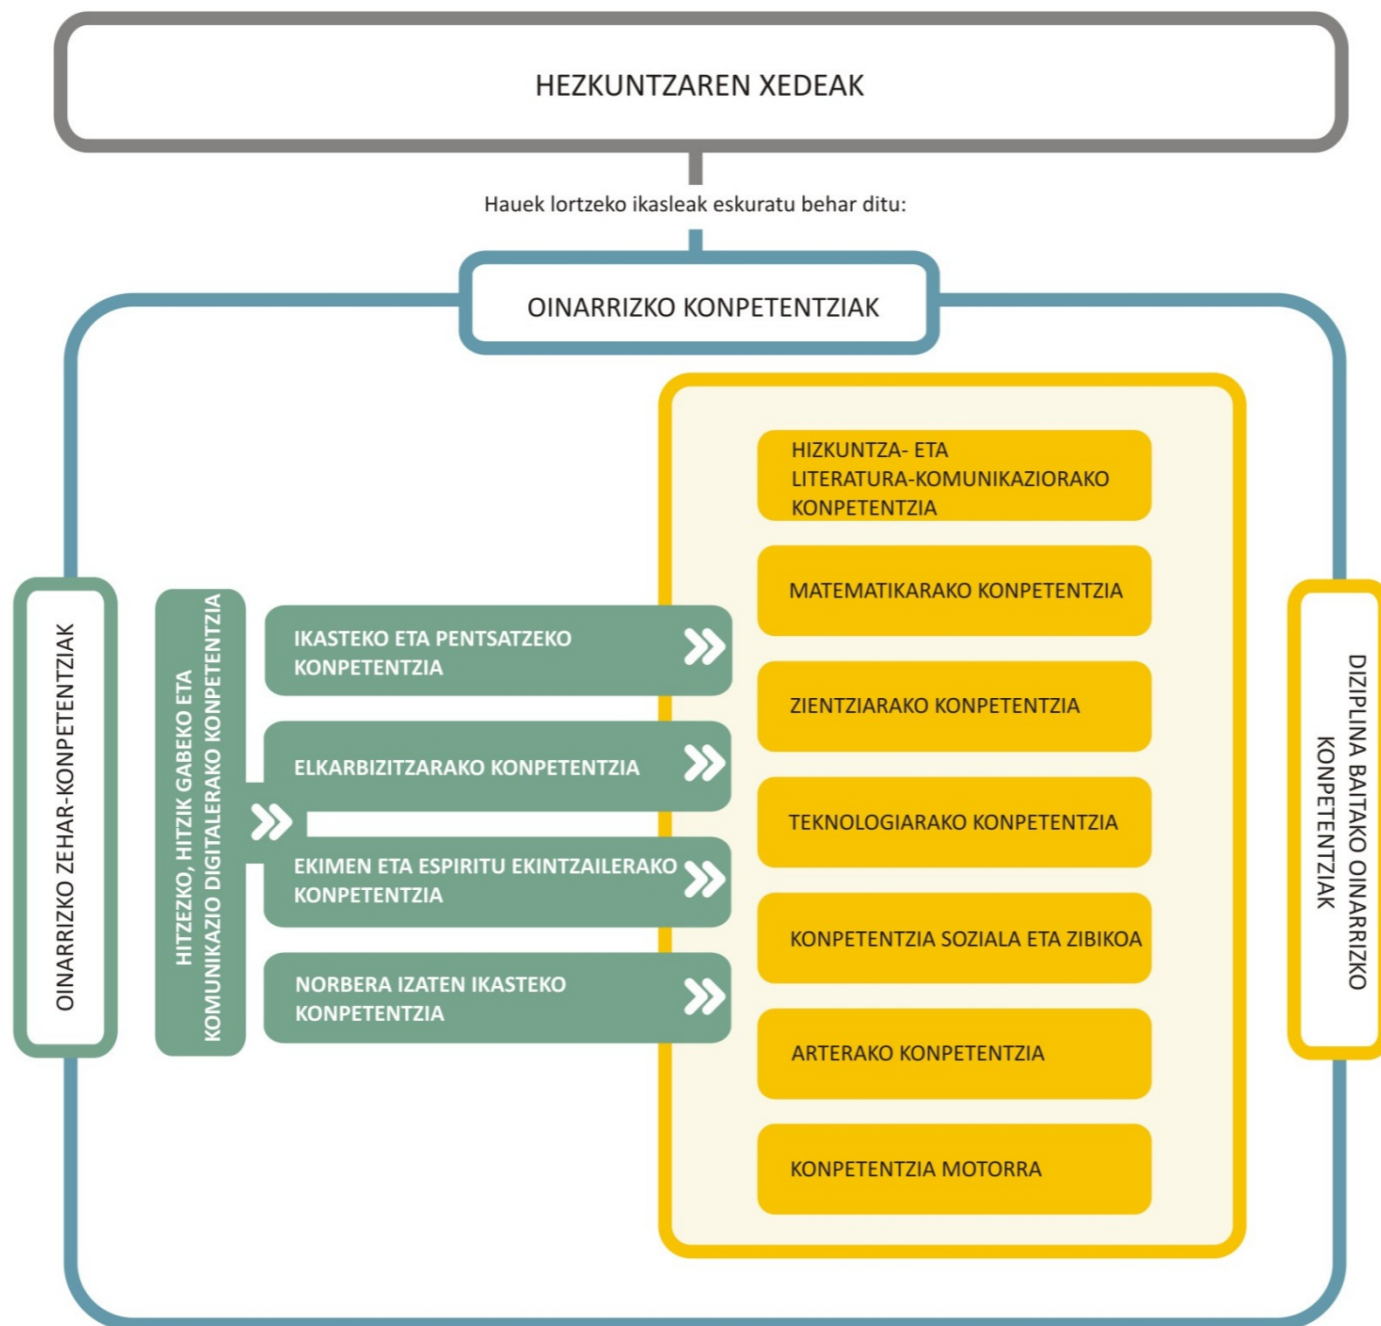 HEZKUNTZAREN XEDEAK
Hauek lortzeko ikasleak eskuratu behar ditu:
OINARRIZKO KONPETENTZIAK
OINARRIZKO ZEHAR-KONPETENTZIAK
HITZEZKO, HITZIK GABEKO ETA
KOMUNIKAZIO DIGITALERAKO KONPETENTZIA
IKASTEKO ETA PENTSATZEKO
KONPETENTZIA
ELKARBIZITZARAKO KONPETENTZIA
EKIMEN ETA ESPIRITU EKINTZAILERAKO
KONPETENTZIA
NORBERA IZATEN IKASTEKO
KONPETENTZIA
HIZKUNTZA- ETA
LITERATURA-KOMUNIKAZIORAKO
KONPETENTZIA
MATEMATIKARAKO KONPETENTZIA
ZIENTZIARAKO KONPETENTZIA
TEKNOLOGIARAKO KONPETENTZIA
KONPETENTZIA SOZIALA ETA ZIBIKOA
ARTERAKO KONPETENTZIA
KONPETENTZIA MOTORRA
DIZIPLINA BAITAKO OINARRIZKO
KONPETENTZIAK